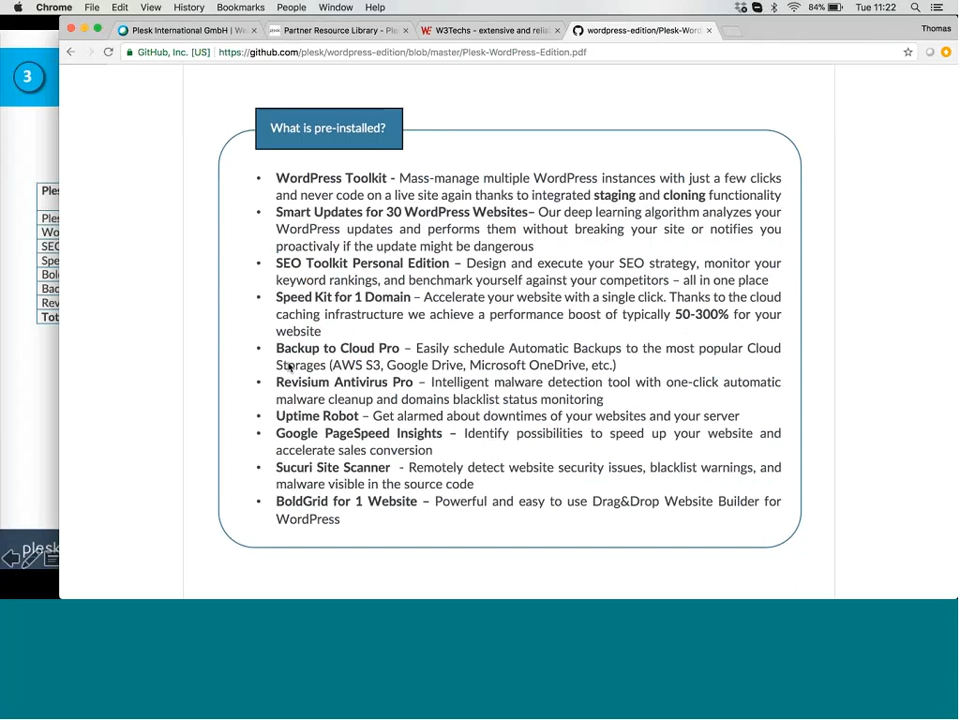 Chrome File Edit View History Bookmarks People Window Help 84% Tue 11:22
Plesk International GmbH | We Partner Resource Library - Ples W3Techs - extensive and relia wordpress-edition/Plesk-Word Thomas
GitHub, Inc. [US] https://github.com/plesk/wordpress-edition/blob/master/Plesk-WordPress-Edition.pdf
3
Ples
Ples
Wo
SEO
Spe
Bol
Bac
Rev
Tot
plesk
What is pre-installed?
• WordPress Toolkit - Mass-manage multiple WordPress instances with just a few clicks
and never code on a live site again thanks to integrated staging and cloning functionality
• Smart Updates for 30 WordPress Websites– Our deep learning algorithm analyzes your
WordPress updates and performs them without breaking your site or notifies you
proactivaly if the update might be dangerous
• SEO Toolkit Personal Edition – Design and execute your SEO strategy, monitor your
keyword rankings, and benchmark yourself against your competitors – all in one place
• Speed Kit for 1 Domain – Accelerate your website with a single click. Thanks to the cloud
caching infrastructure we achieve a performance boost of typically 50-300% for your
website
• Backup to Cloud Pro – Easily schedule Automatic Backups to the most popular Cloud
Storages (AWS S3, Google Drive, Microsoft OneDrive, etc.)
• Revisium Antivirus Pro – Intelligent malware detection tool with one-click automatic
malware cleanup and domains blacklist status monitoring
• Uptime Robot – Get alarmed about downtimes of your websites and your server
• Google PageSpeed Insights – Identify possibilities to speed up your website and
accelerate sales conversion
• Sucuri Site Scanner - Remotely detect website security issues, blacklist warnings, and
malware visible in the source code
• BoldGrid for 1 Website – Powerful and easy to use Drag&Drop Website Builder for
WordPress